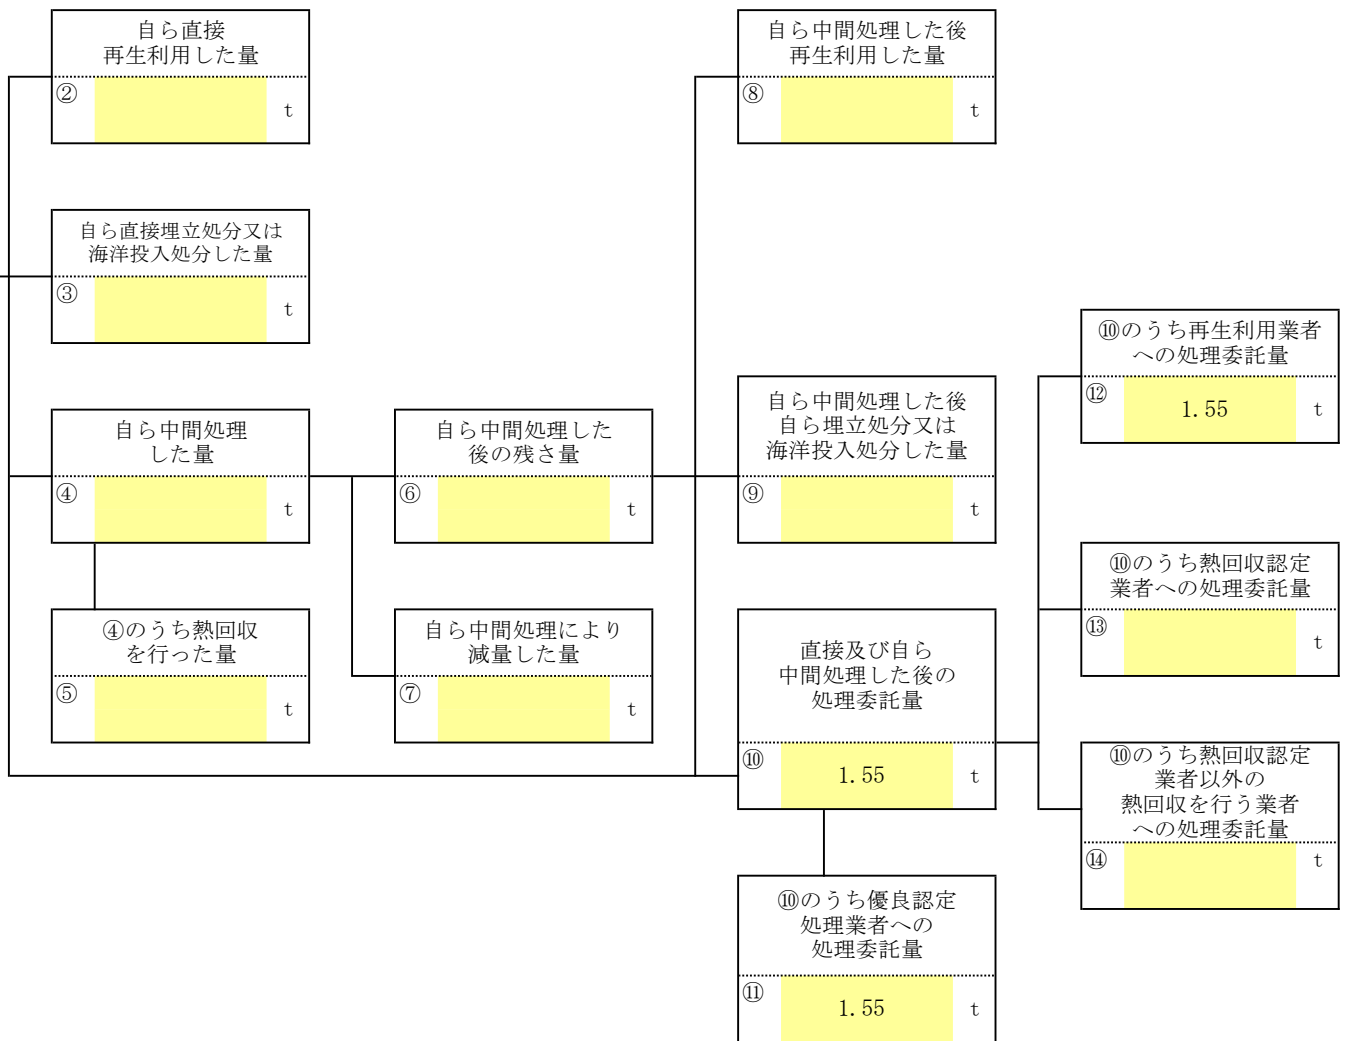 自ら直接
再生利用した量
②
t
自ら中間処理した後
再生利用した量
⑧
t
自ら直接埋立処分又は
海洋投入処分した量
③
t
⑩のうち再生利用業者
への処理委託量
⑫
1.55
t
自ら中間処理
した量
④
t
自ら中間処理した
後の残さ量
⑥
t
自ら中間処理した後
自ら埋立処分又は
海洋投入処分した量
⑨
t
⑩のうち熱回収認定
業者への処理委託量
⑬
t
④のうち熱回収
を行った量
⑤
t
自ら中間処理により
減量した量
⑦
t
直接及び自ら
中間処理した後の
処理委託量
⑩
1.55
t
⑩のうち熱回収認定
業者以外の
熱回収を行う業者
への処理委託量
⑭
t
⑩のうち優良認定
処理業者への
処理委託量
⑪
1.55
t